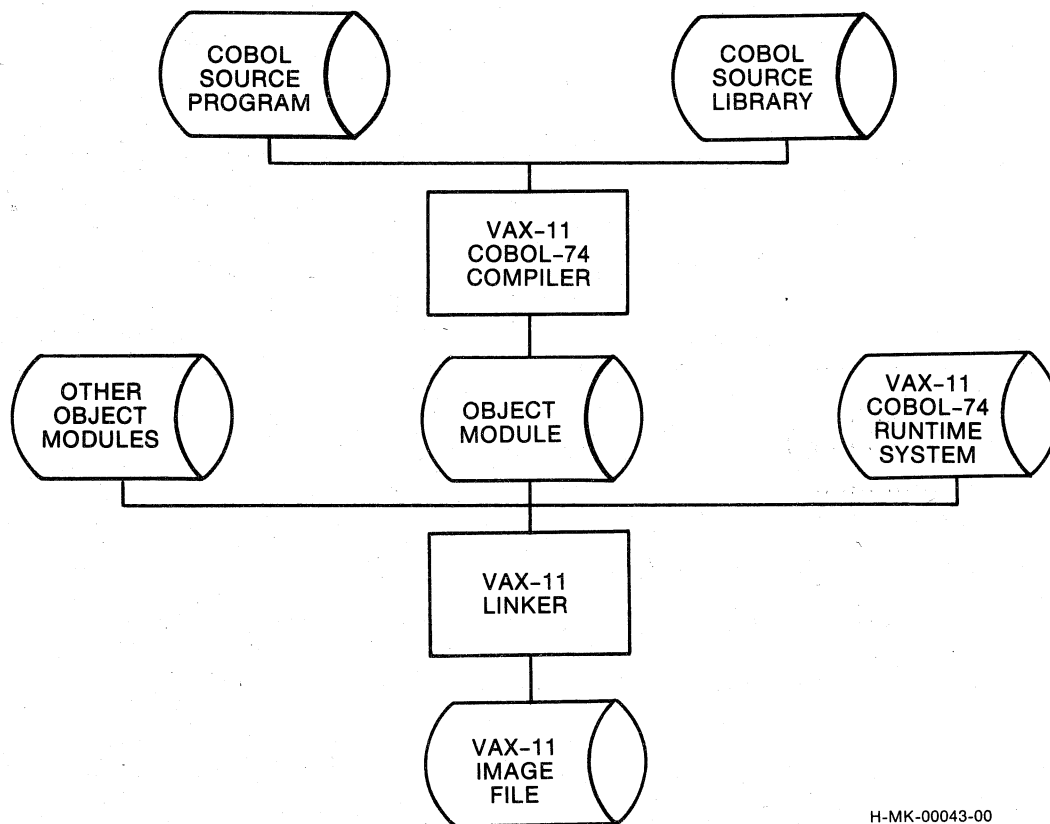 COBOL
SOURCE
PROGRAM
COBOL
SOURCE
LIBRARY
VAX-11
COBOL-74
COMPILER
OTHER
OBJECT
MODULES
OBJECT
MODULE
VAX-11
COBOL-74
RUNTIME
SYSTEM
VAX-11
LINKER
VAX-11
IMAGE
FILE
H-MK-00043-00